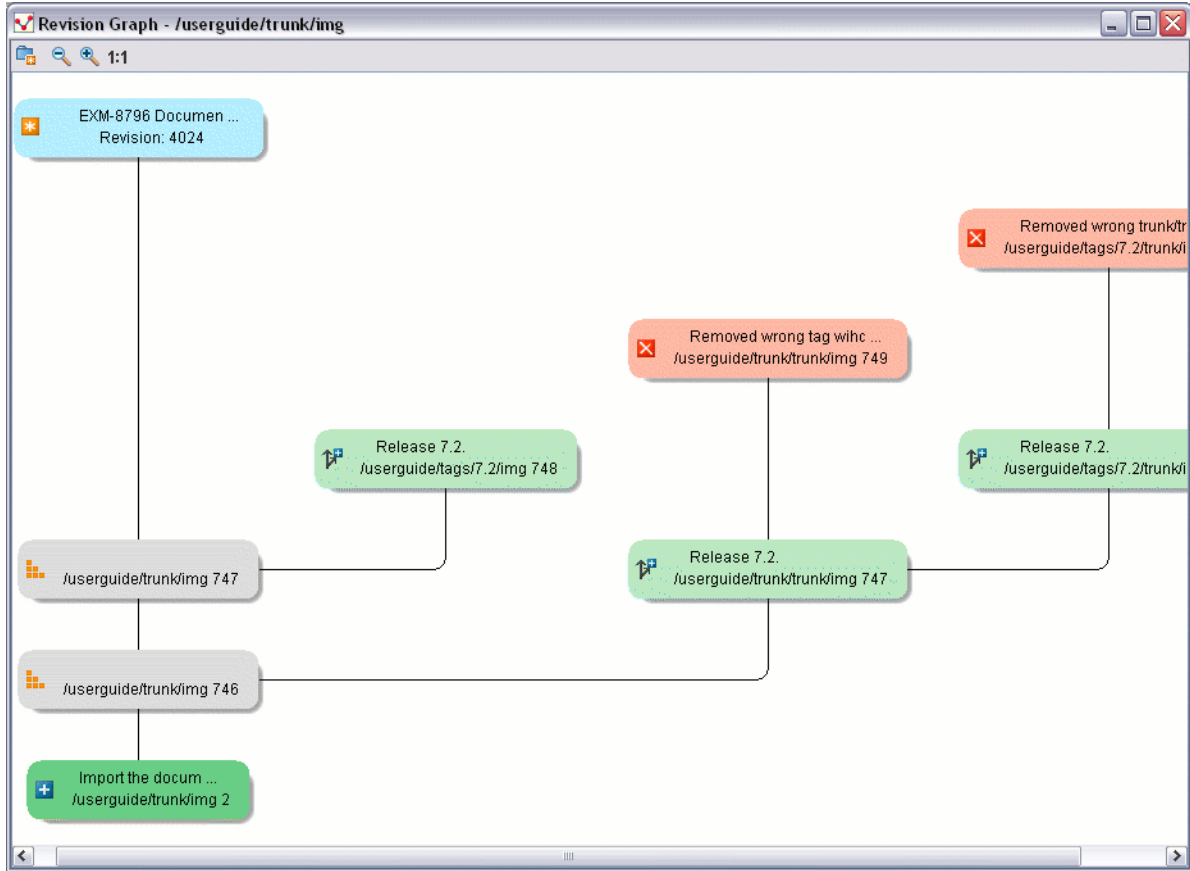 Revision Graph - /userguide/trunk/img
1:1
EXM-8796 Documen ...
Revision: 4024
Removed wrong trunk/tr
/userguide/tags/7.2/trunk/i
Removed wrong tag wihc ...
/userguide/trunk/trunk/img 749
Release 7.2.
/userguide/tags/7.2/img 748
Release 7.2.
/userguide/tags/7.2/trunk/i
/userguide/trunk/img 747
Release 7.2.
/userguide/trunk/trunk/img 747
/userguide/trunk/img 746
Import the docum ...
/userguide/trunk/img 2